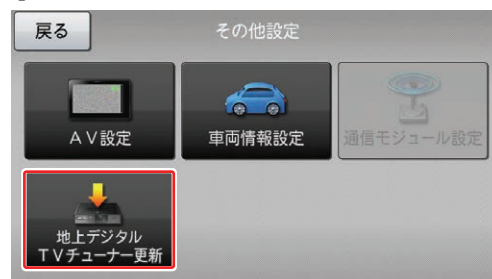 戻る
その他設定
AV設定
車両情報設定
通信モジュール設定
地上デジタル
TVチューナー更新